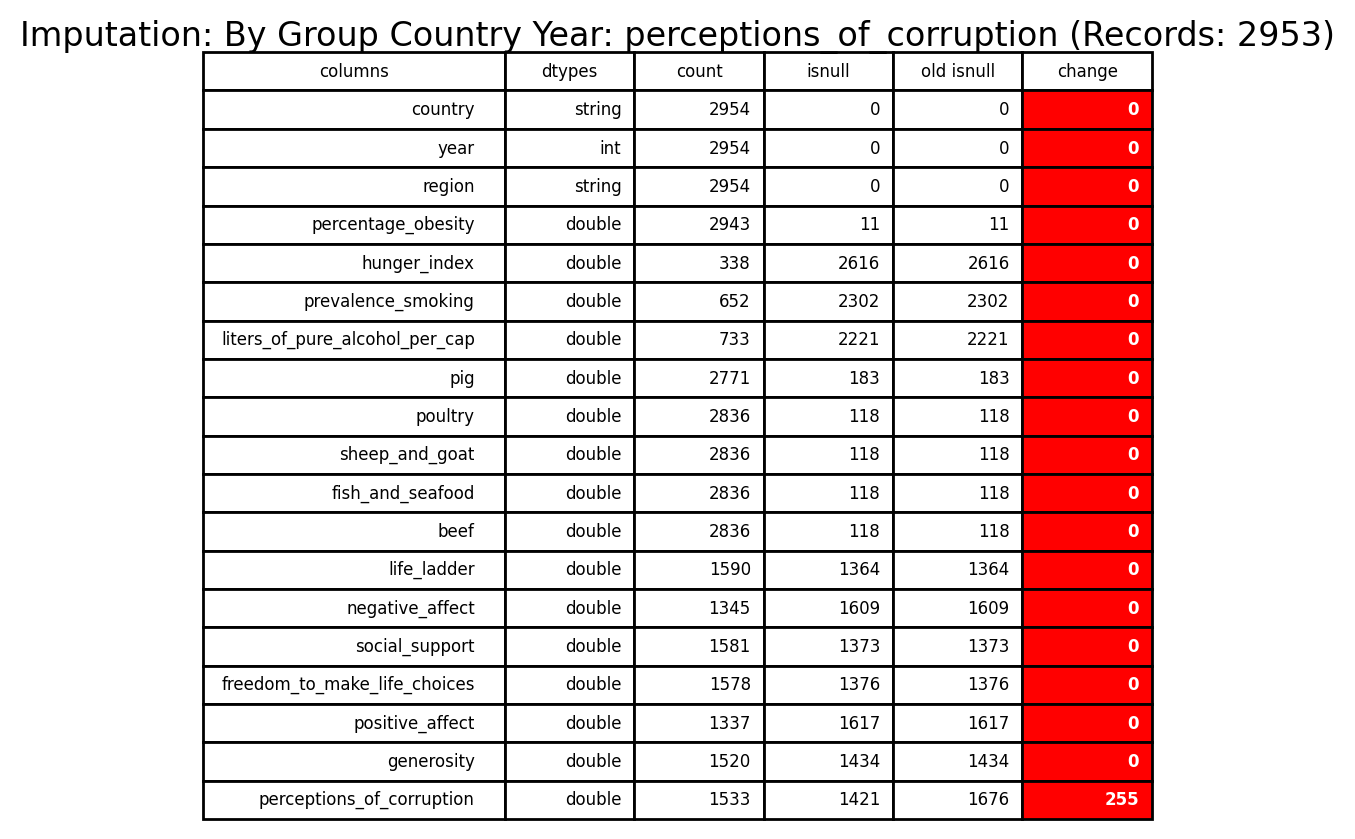 Imputation: By Group Country Year: perceptions_of_corruption (Records: 2953)
columns dtypes count isnull old isnull change
country string 2954 0 0 0
year int 2954 0 0 0
region string 2954 0 0 0
percentage_obesity double 2943 11 11 0
hunger_index double 338 2616 2616 0
prevalence_smoking double 652 2302 2302 0
liters_of_pure_alcohol_per_cap double 733 2221 2221 0
pig double 2771 183 183 0
poultry double 2836 118 118 0
sheep_and_goat double 2836 118 118 0
fish_and_seafood double 2836 118 118 0
beef double 2836 118 118 0
life_ladder double 1590 1364 1364 0
negative_affect double 1345 1609 1609 0
social_support double 1581 1373 1373 0
freedom_to_make_life_choices double 1578 1376 1376 0
positive_affect double 1337 1617 1617 0
generosity double 1520 1434 1434 0
perceptions_of_corruption double 1533 1421 1676 255